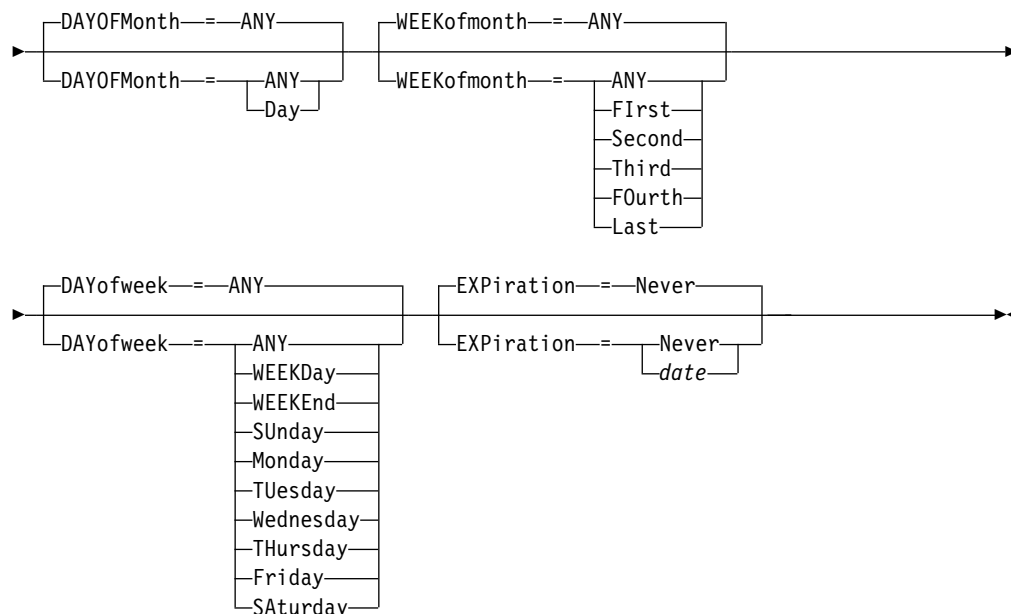 DAYOFMonth = ANY
WEEKofmonth = ANY
DAYOFMonth = ANY
Day
WEEKofmonth = ANY
FIrst
Second
Third
FOurth
Last
DAYofweek = ANY
EXPiration = Never
DAYofweek = ANY
WEEKDay
WEEKEnd
SUnday
Monday
TUesday
Wednesday
THursday
Friday
SAturday
EXPiration = Never
date